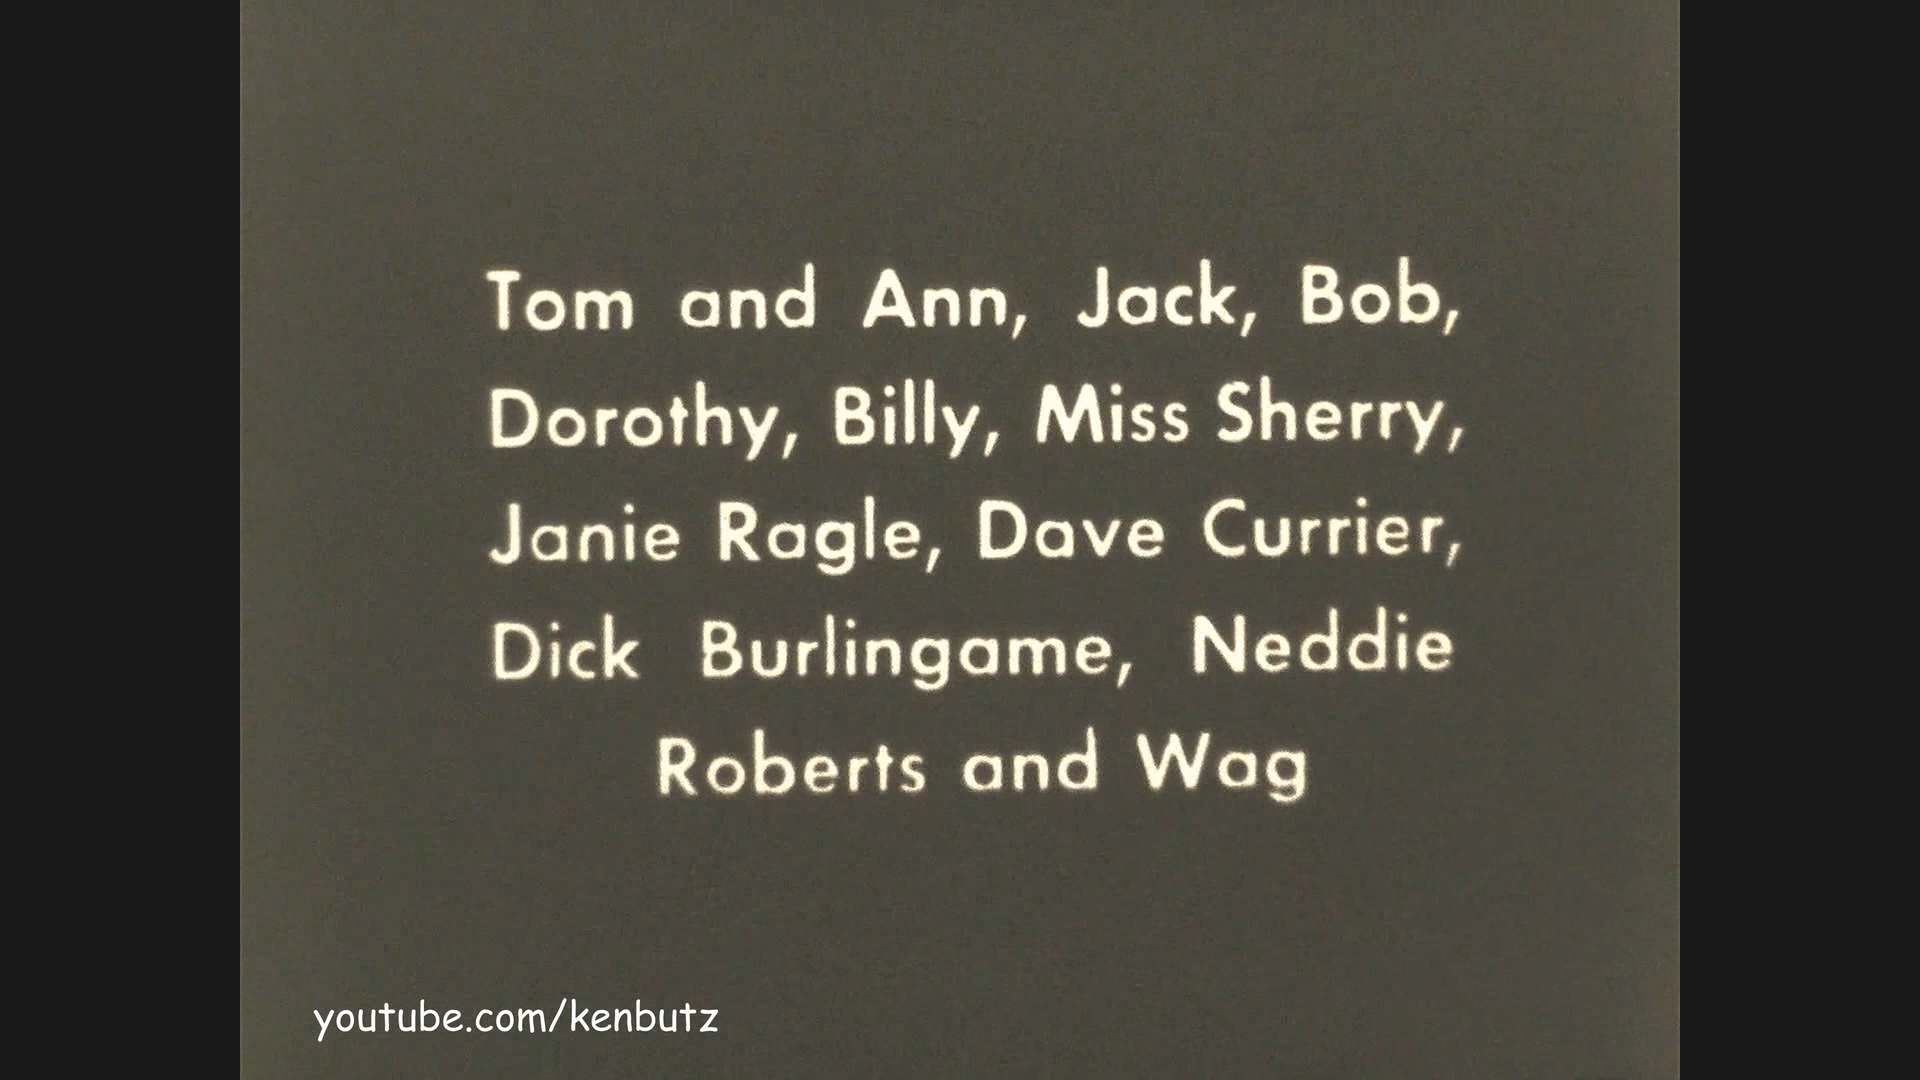 Tom and Ann, Jack, Bob,
Dorothy, Billy, Miss Sherry,
Janie Ragle, Dave Currier,
Dick Burlingame, Neddie
Roberts and Wag
youtube.com/kenbutz